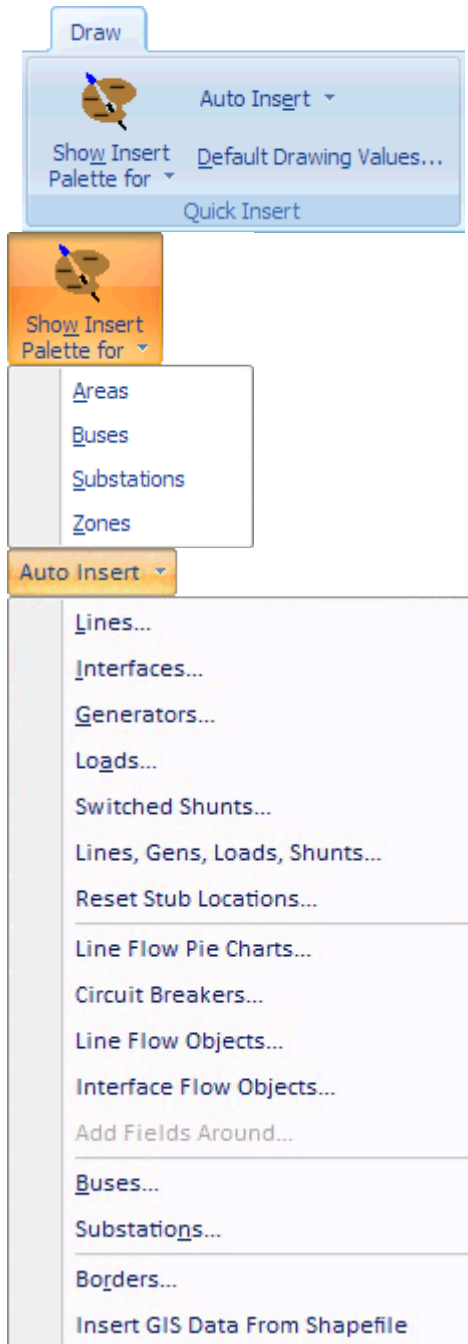 Draw
Auto Insert
Show Insert
Palette for
Default Drawing Values...
Quick Insert
Show Insert
Palette for
Areas
Buses
Substations
Zones
Auto Insert
Lines...
Interfaces...
Generators...
Loads...
Switched Shunts...
Lines, Gens, Loads, Shunts...
Reset Stub Locations...
Line Flow Pie Charts...
Circuit Breakers...
Line Flow Objects...
Interface Flow Objects...
Add Fields Around...
Buses...
Substations...
Borders...
Insert GIS Data From Shapefile